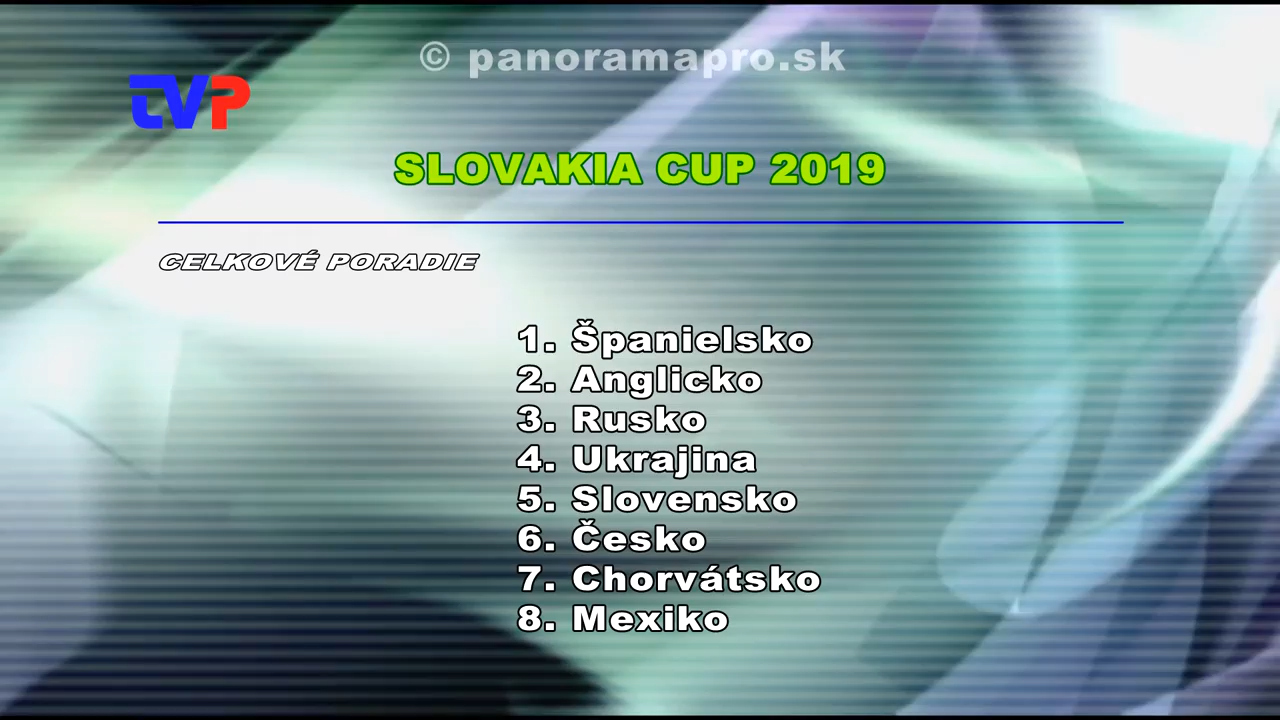 © panoramapro.sk
TVP
SLOVAKIA CUP 2019
CELKOVÉ PORADIE
1. Španielsko
2. Anglicko
3. Rusko
4. Ukrajina
5. Slovensko
6. Česko
7. Chorvátsko
8. Mexiko